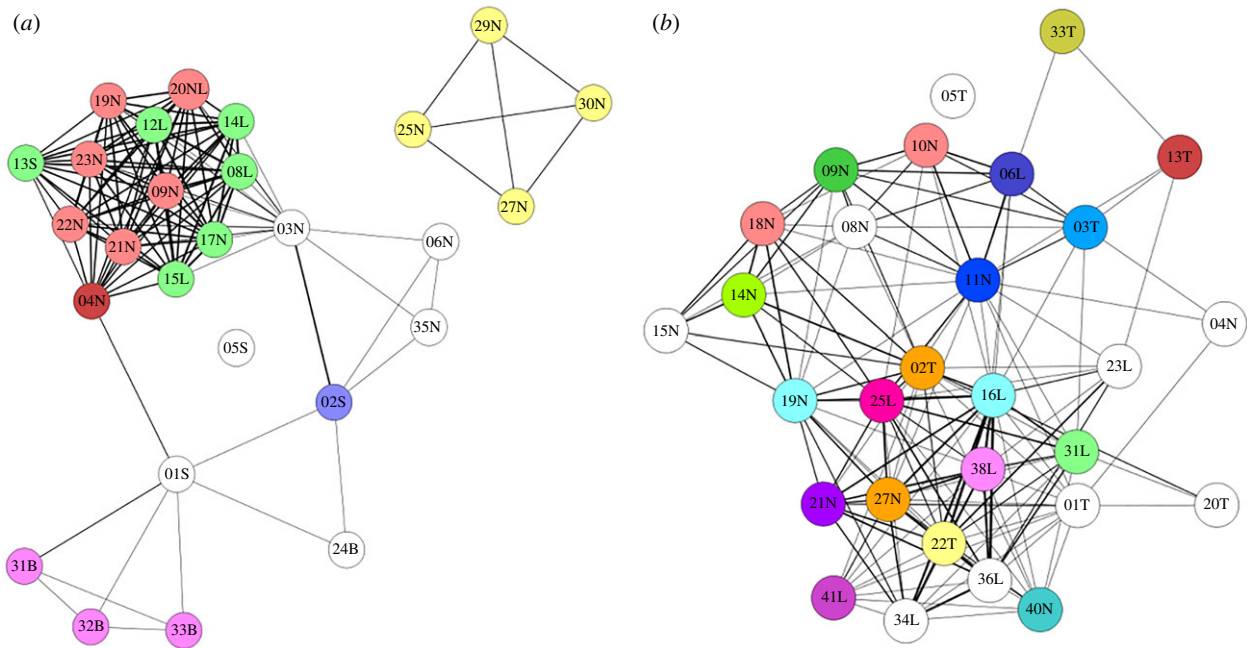 (a)
29N
20NL
19N
30N
12L
14L
25N
13S
23N
08L
09N
27N
22N
17N
03N
21N
06N
15L
04N
35N
05S
02S
01S
24B
31B
32B
33B
(b)
33T
05T
10N
13T
09N
06L
18N
08N
03T
11N
14N
15N
04N
02T
23L
19N
25L
16L
31L
38L
21N
27N
01T
20T
22T
36L
41L
40N
34L